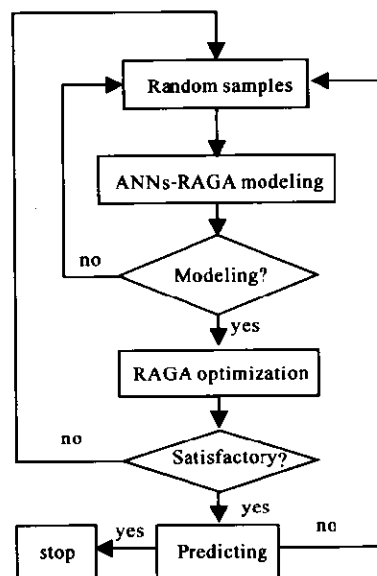 Random samples
ANNs-RAGA modeling
no
Modeling?
yes
RAGA optimization
no
Satisfactory?
yes
yes
no
stop
Predicting